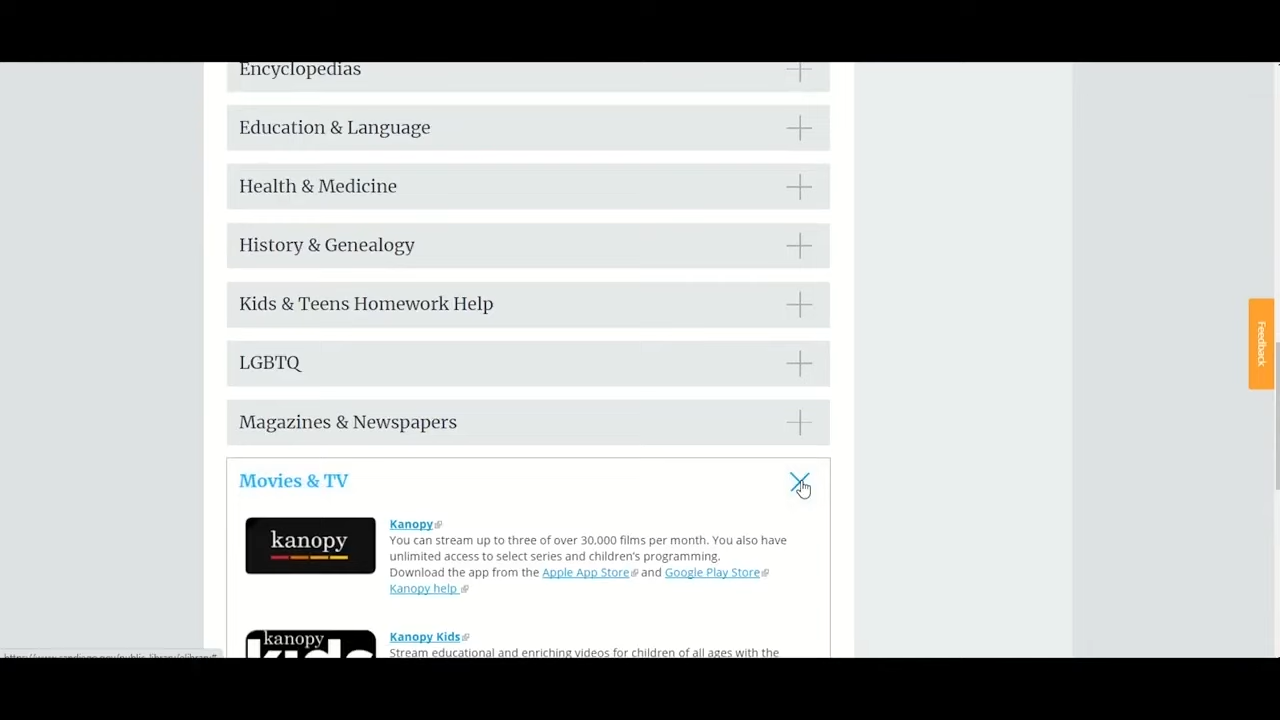 Encyclopedias
Education & Language
Health & Medicine
History & Genealogy
Kids & Teens Homework Help
LGBTQ
Magazines & Newspapers
Movies & TV
kanopy
Kanopy
You can stream up to three of over 30,000 films per month. You also have
unlimited access to select series and children's programming.
Download the app from the Apple App Store and Google Play Store
Kanopy help
kanopy
kids
Kanopy Kids
Stream educational and enriching videos for children of all ages with the
Feedback